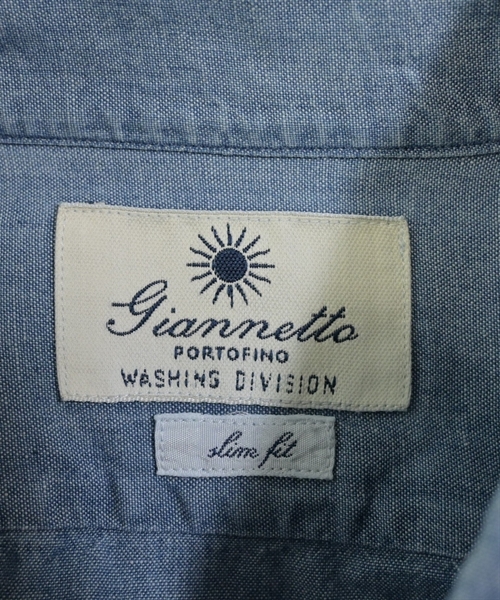 Giannetto
PORTOFINO
WASHING DIVISION
slim fit